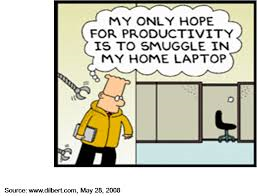 MY ONLY HOPE
FOR PRODUCTIVITY
IS TO SMUGGLE IN
MY HOME LAPTOP
Source: www.dilbert.com, May 28, 2008